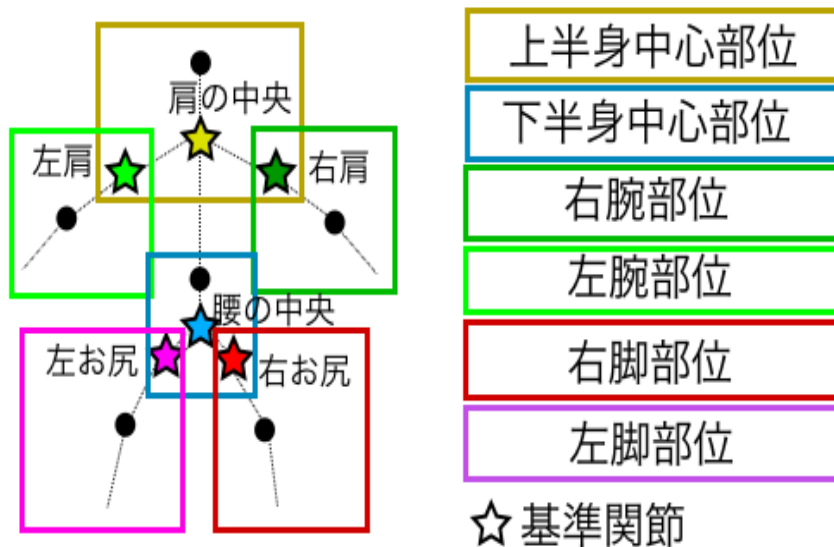 肩の中央
左肩
右肩
腰の中央
左お尻
右お尻
上半身中心部位
下半身中心部位
右腕部位
左腕部位
右脚部位
左脚部位
基準関節